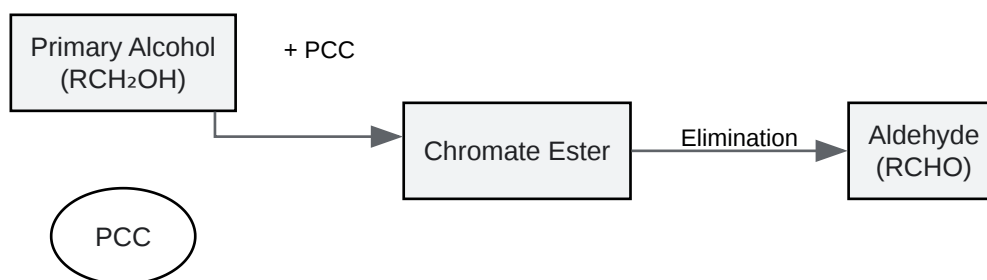 Primary Alcohol
(RCH₂OH)
+ PCC
Chromate Ester
Elimination
Aldehyde
(RCHO)
PCC